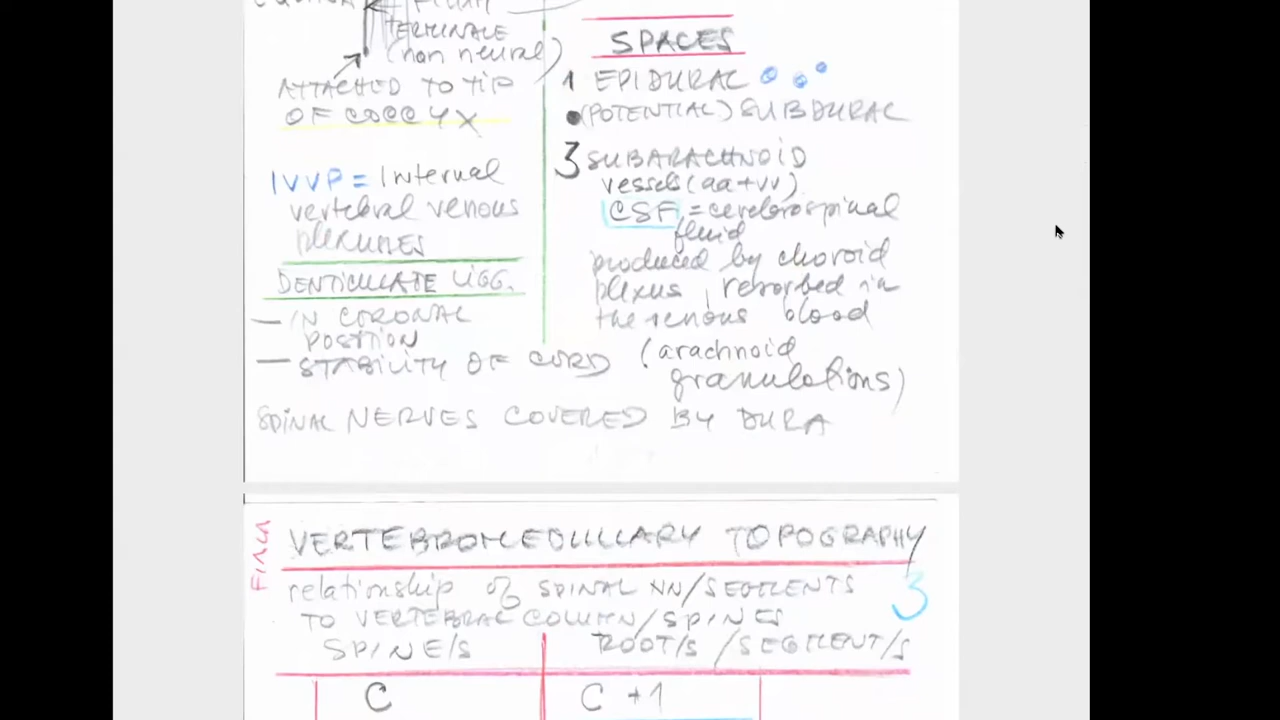 TERMINALE
(non neural)
ATTACHED TO TIP
OF COCCYX
IVVP = Internal
vertebral venous
plexuses
DENTICULATE LIGG.
— IN CORONAL
POSITION
— STABILITY OF CORD
SPACES
1 EPIDURAL
• (POTENTIAL) SUBDURAL
3 SUBARACHNOID
vessels (aa+vv)
CSF = cerebrospinal
fluid
produced by choroid
plexus, resorbed in
the venous blood
(arachnoid
granulations)
SPINAL NERVES COVERED BY DURA
VERTEBROMEDULLARY TOPOGRAPHY
relationship of SPINAL NN/SEGMENTS
3
TO VERTEBRAL COLUMN/SPINES
SPINE/S ROOT/S /SEGMENT/S
C C +1